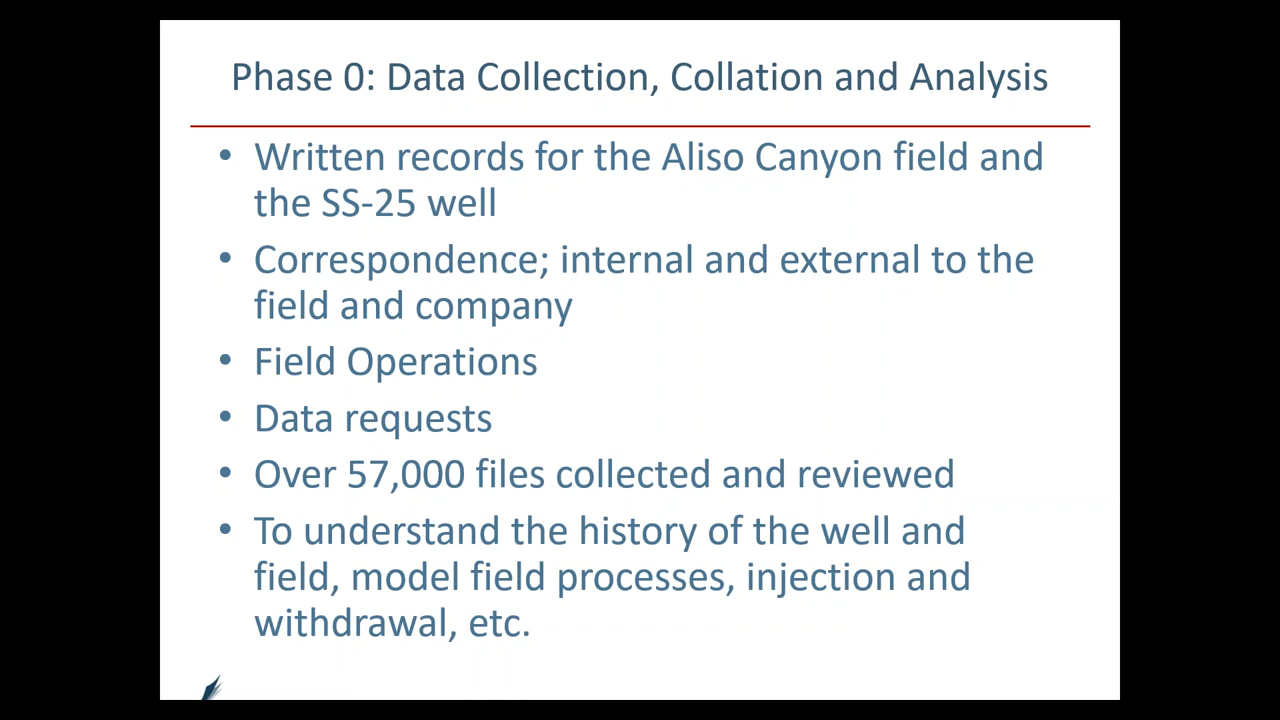 Phase 0: Data Collection, Collation and Analysis
• Written records for the Aliso Canyon field and
the SS-25 well
• Correspondence; internal and external to the
field and company
• Field Operations
• Data requests
• Over 57,000 files collected and reviewed
• To understand the history of the well and
field, model field processes, injection and
withdrawal, etc.